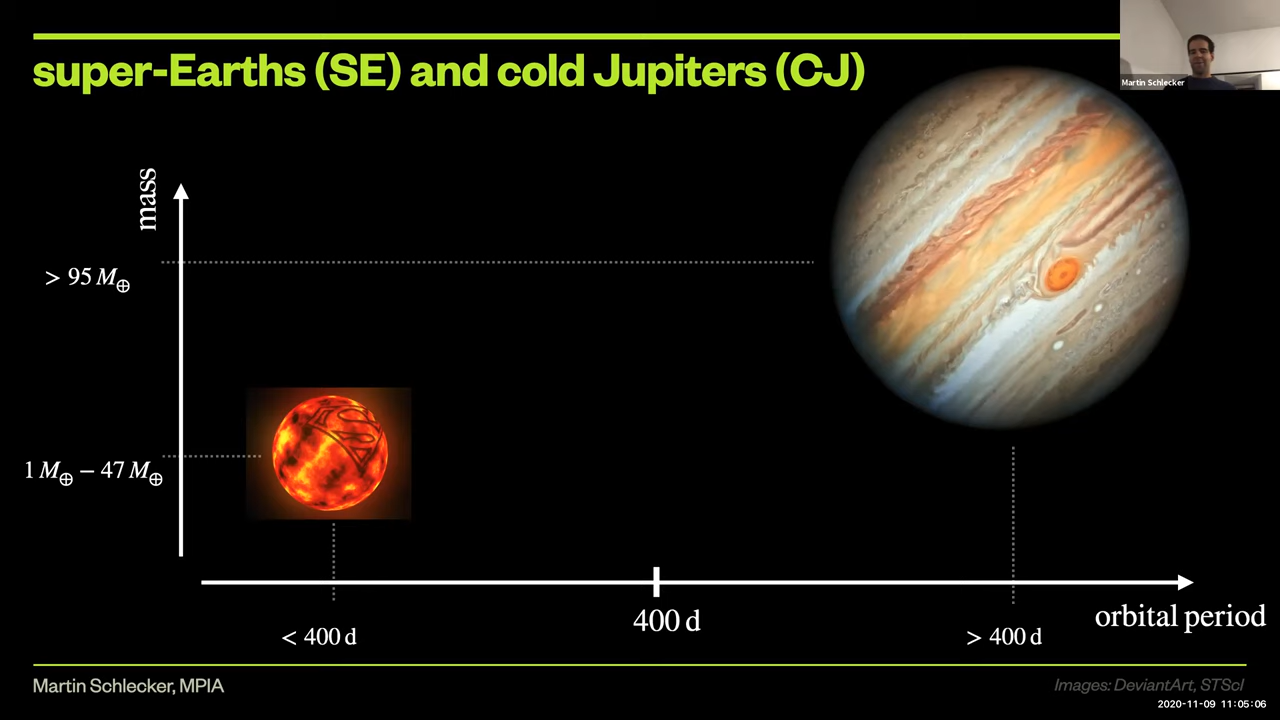 super-Earths (SE) and cold Jupiters (CJ)
Martin Schlecker
mass
> 95 M⊕
1 M⊕ – 47 M⊕
< 400 d
400 d
> 400 d
orbital period
Martin Schlecker, MPIA
Images: DeviantArt, STScI
2020-11-09 11:05:06